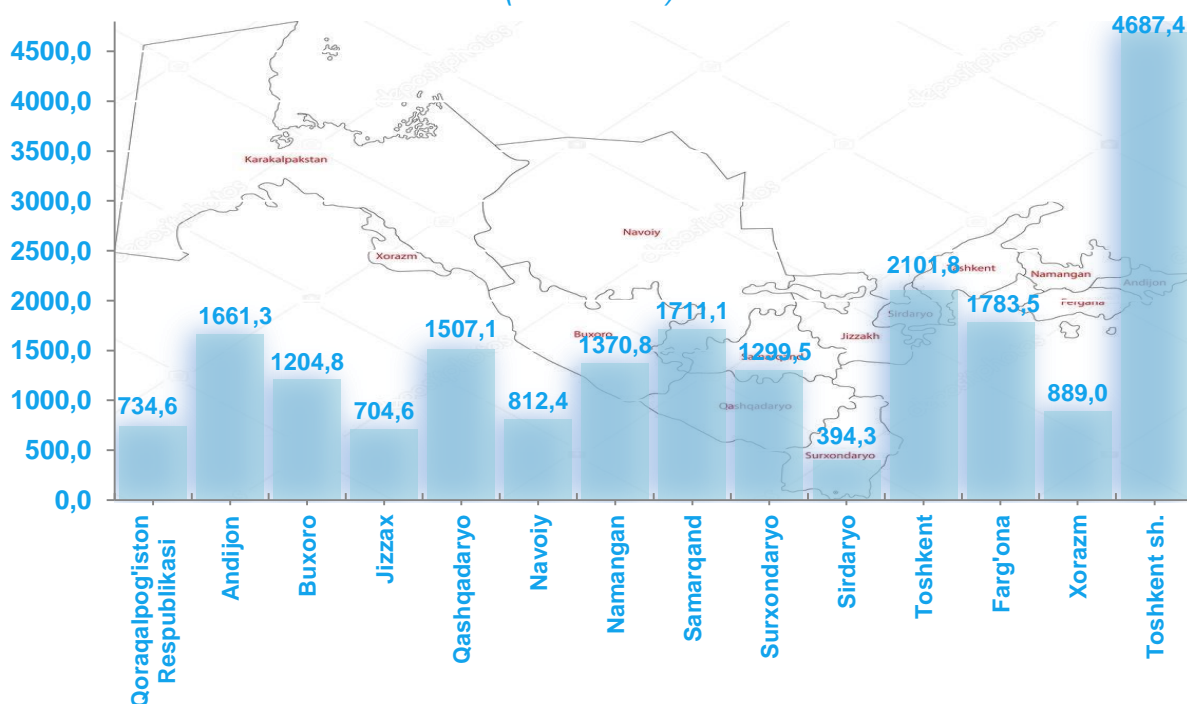 4500,0
4000,0
3500,0
3000,0
2500,0
2000,0
1500,0
1000,0
500,0
0,0
734,6
1661,3
1204,8
704,6
1507,1
812,4
1370,8
1711,1
1299,5
394,3
2101,8
1783,5
889,0
4687,4
Karakalpakstan
Xorazm
Navoiy
Buxoro
Samarqand
Qashqadaryo
Surxondaryo
Jizzakh
Sirdaryo
Namangan
Fergana
Andijon
Qoraqalpog'iston
Respublikasi
Andijon
Buxoro
Jizzax
Qashqadaryo
Navoiy
Namangan
Samarqand
Surxondaryo
Sirdaryo
Toshkent
Farg'ona
Xorazm
Toshkent sh.